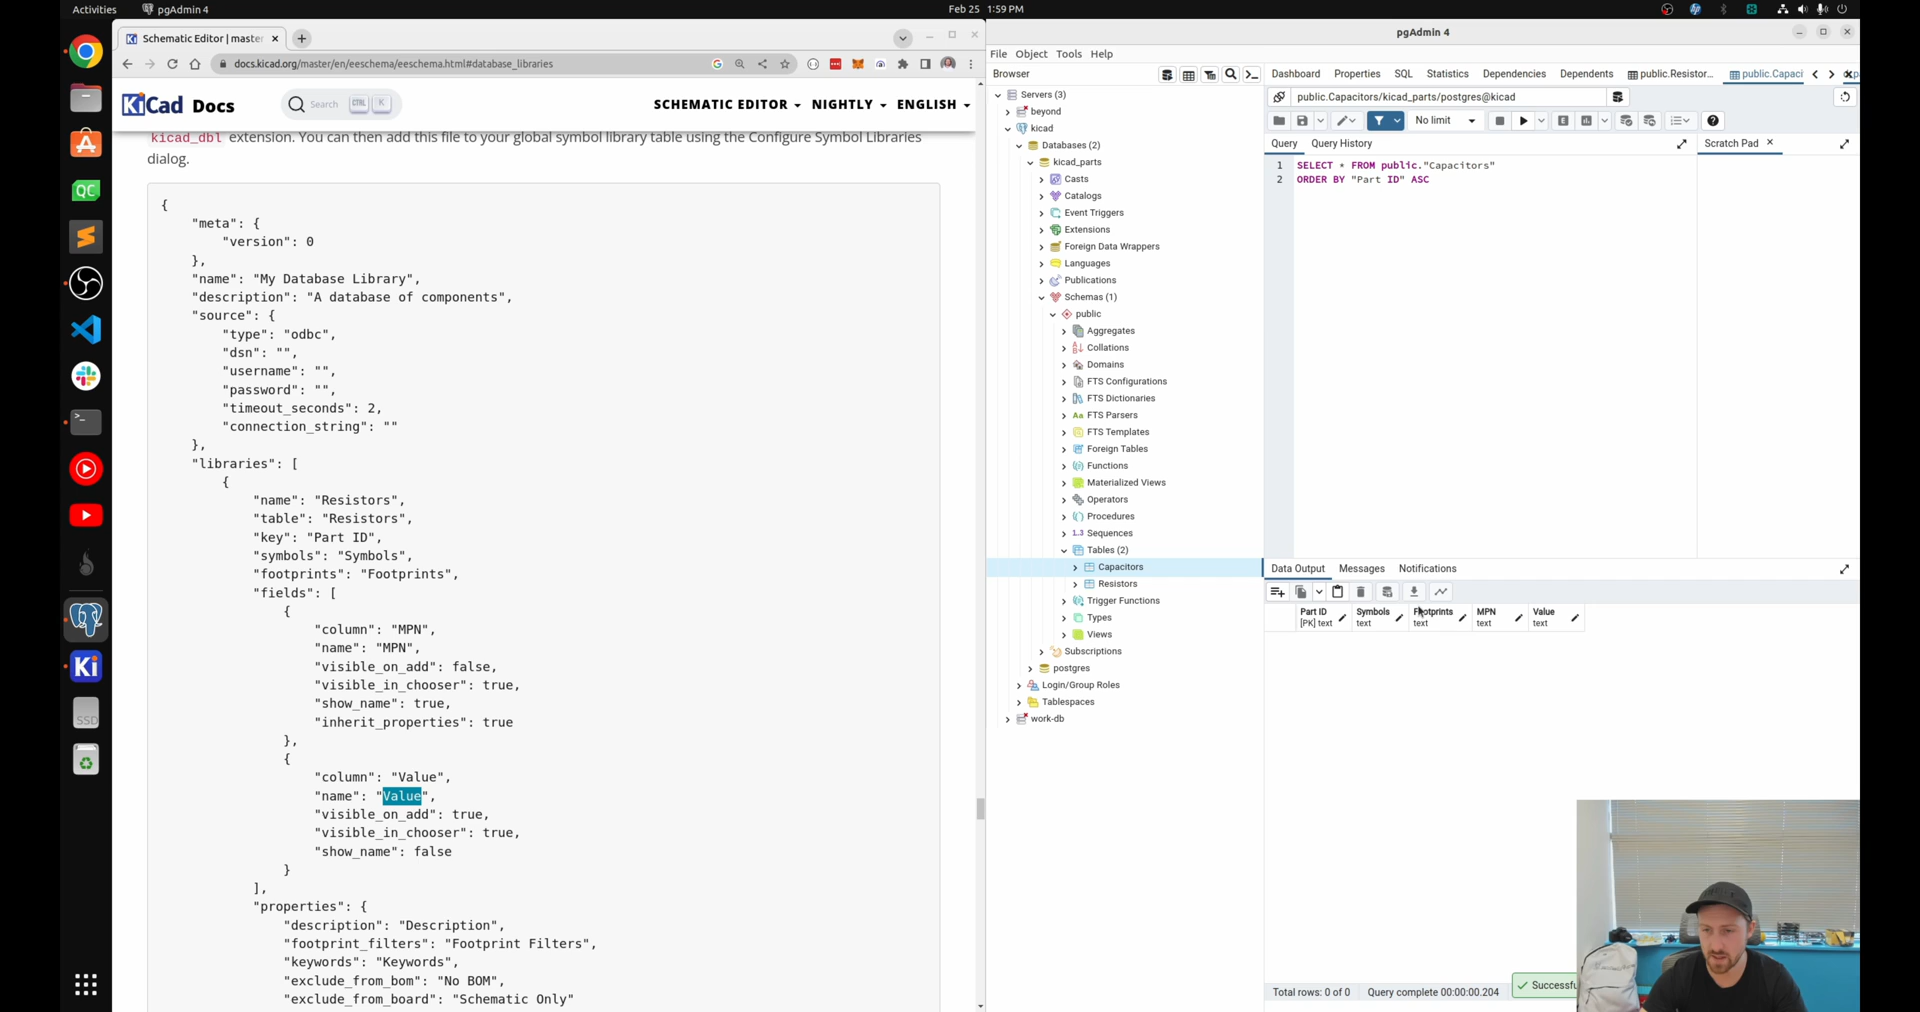 Activities
pgAdmin 4
Feb 25 1:59 PM
Schematic Editor | master
docs.kicad.org/master/en/eeschema/eeschema.html#database_libraries
KiCad Docs
Search
CTRL
K
SCHEMATIC EDITOR
NIGHTLY
ENGLISH
kicad_dbl extension. You can then add this file to your global symbol library table using the Configure Symbol Libraries
dialog.
{
"meta": {
"version": 0
},
"name": "My Database Library",
"description": "A database of components",
"source": {
"type": "odbc",
"dsn": "",
"username": "",
"password": "",
"timeout_seconds": 2,
"connection_string": ""
},
"libraries": [
{
"name": "Resistors",
"table": "Resistors",
"key": "Part ID",
"symbols": "Symbols",
"footprints": "Footprints",
"fields": [
{
"column": "MPN",
"name": "MPN",
"visible_on_add": false,
"visible_in_chooser": true,
"show_name": true,
"inherit_properties": true
},
{
"column": "Value",
"name": "Value",
"visible_on_add": true,
"visible_in_chooser": true,
"show_name": false
}
],
"properties": {
"description": "Description",
"footprint_filters": "Footprint Filters",
"keywords": "Keywords",
"exclude_from_bom": "No BOM",
"exclude_from_board": "Schematic Only"
QC
Ki
SSD
pgAdmin 4
File Object Tools Help
Browser
Servers (3)
beyond
kicad
Databases (2)
kicad_parts
Casts
Catalogs
Event Triggers
Extensions
Foreign Data Wrappers
Languages
Publications
Schemas (1)
public
Aggregates
Collations
Domains
FTS Configurations
FTS Dictionaries
FTS Parsers
FTS Templates
Foreign Tables
Functions
Materialized Views
Operators
Procedures
1.3 Sequences
Tables (2)
Capacitors
Resistors
Trigger Functions
Types
Views
Subscriptions
postgres
Login/Group Roles
Tablespaces
work-db
Dashboard Properties SQL Statistics Dependencies Dependents public.Resistor... public.Capaci
public.Capacitors/kicad_parts/postgres@kicad
No limit
Query Query History
Scratch Pad
1 SELECT * FROM public."Capacitors"
2 ORDER BY "Part ID" ASC
Data Output Messages Notifications
Part ID Symbols Footprints MPN Value
[PK] text text text text text
Total rows: 0 of 0 Query complete 00:00:00.204
Successfu